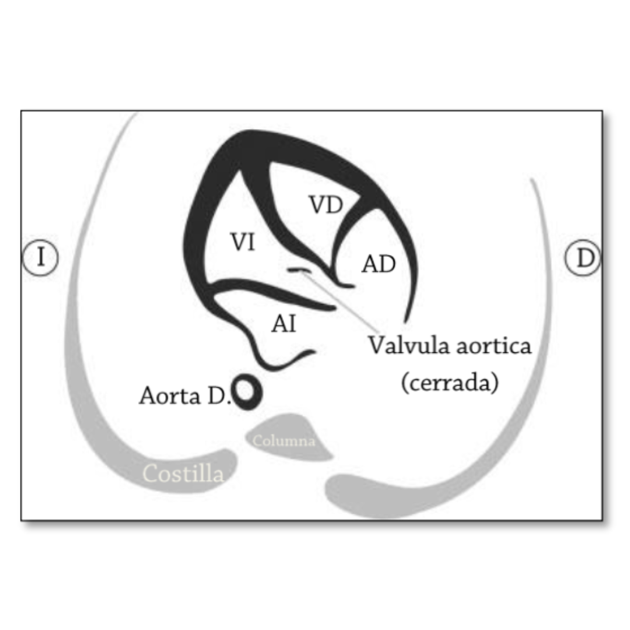 VD
VI
I
AD
D
AI
Valvula aortica
(cerrada)
Aorta D.
Columna
Costilla